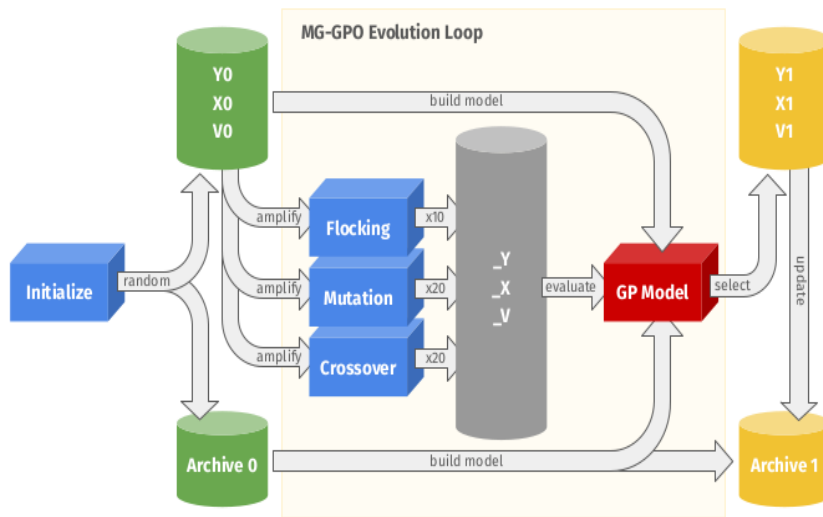 MG-GPO Evolution Loop
Y0
X0
V0
Y1
X1
V1
build model
amplify
Flocking
x10
Initialize
random
amplify
Mutation
x20
_Y
_X
_V
evaluate
GP Model
select
update
amplify
Crossover
x20
Archive 0
build model
Archive 1